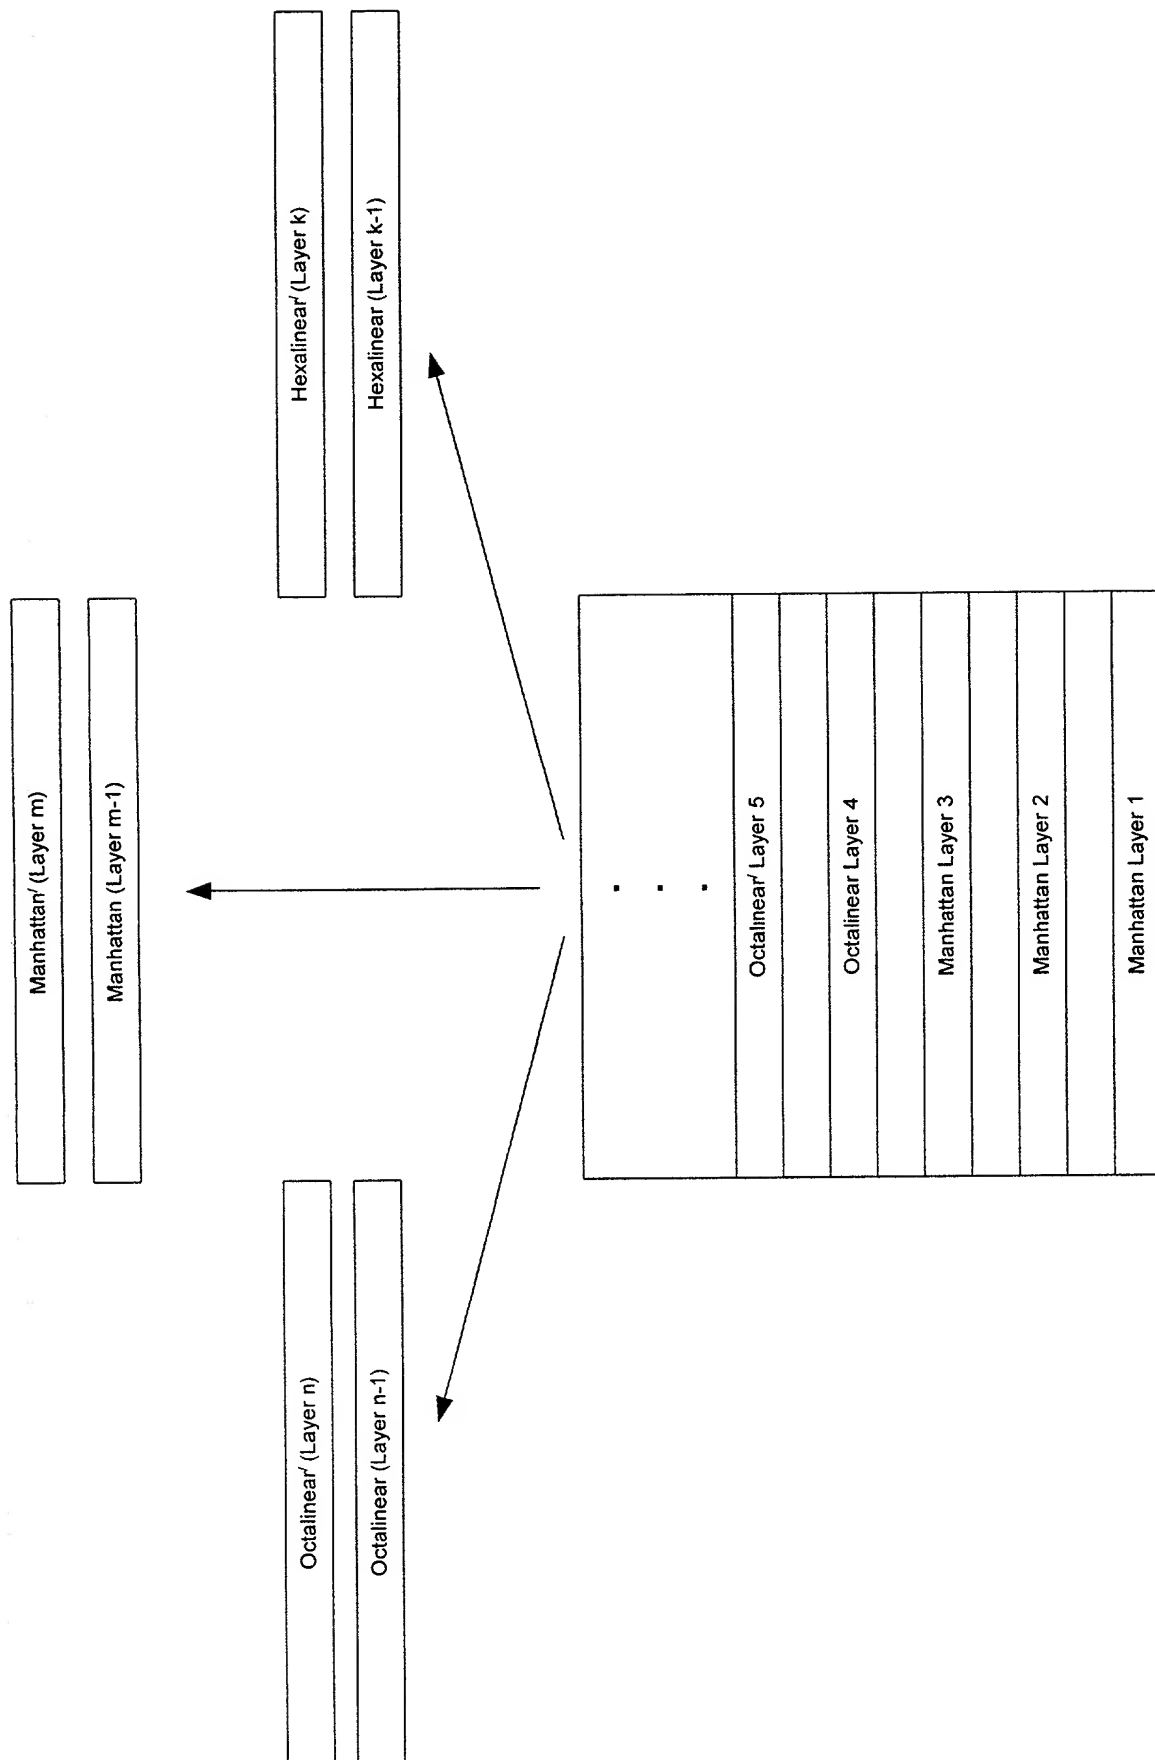 Manhattan′ (Layer m)
Manhattan (Layer m-1)
Octalinear′ (Layer n)
Octalinear (Layer n-1)
Hexalinear′ (Layer k)
Hexalinear (Layer k-1)
Octalinear′ Layer 5
Octalinear Layer 4
Manhattan Layer 3
Manhattan Layer 2
Manhattan Layer 1